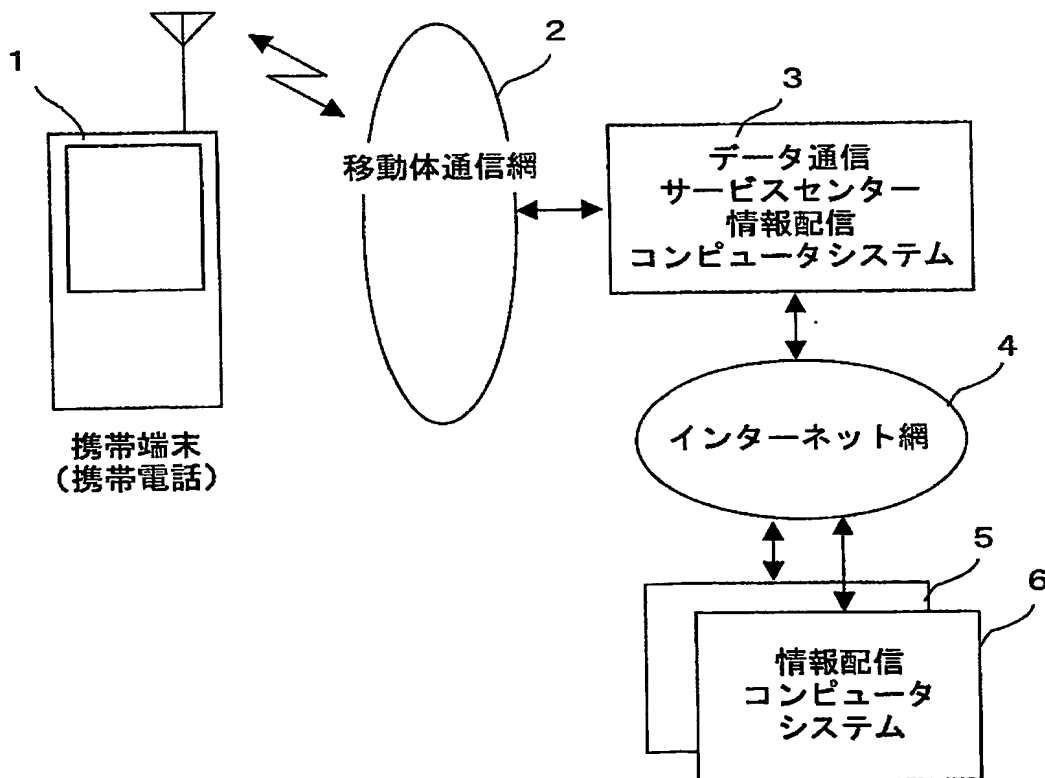 1
2
3
移動体通信網
データ通信
サービスセンター
情報配信
コンピュータシステム
携帯端末
(携帯電話)
4
インターネット網
5
6
情報配信
コンピュータ
システム